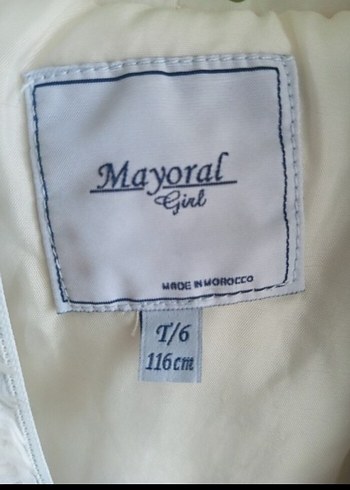 Mayoral
Girl
MADE IN MOROCCO
T/6
116cm